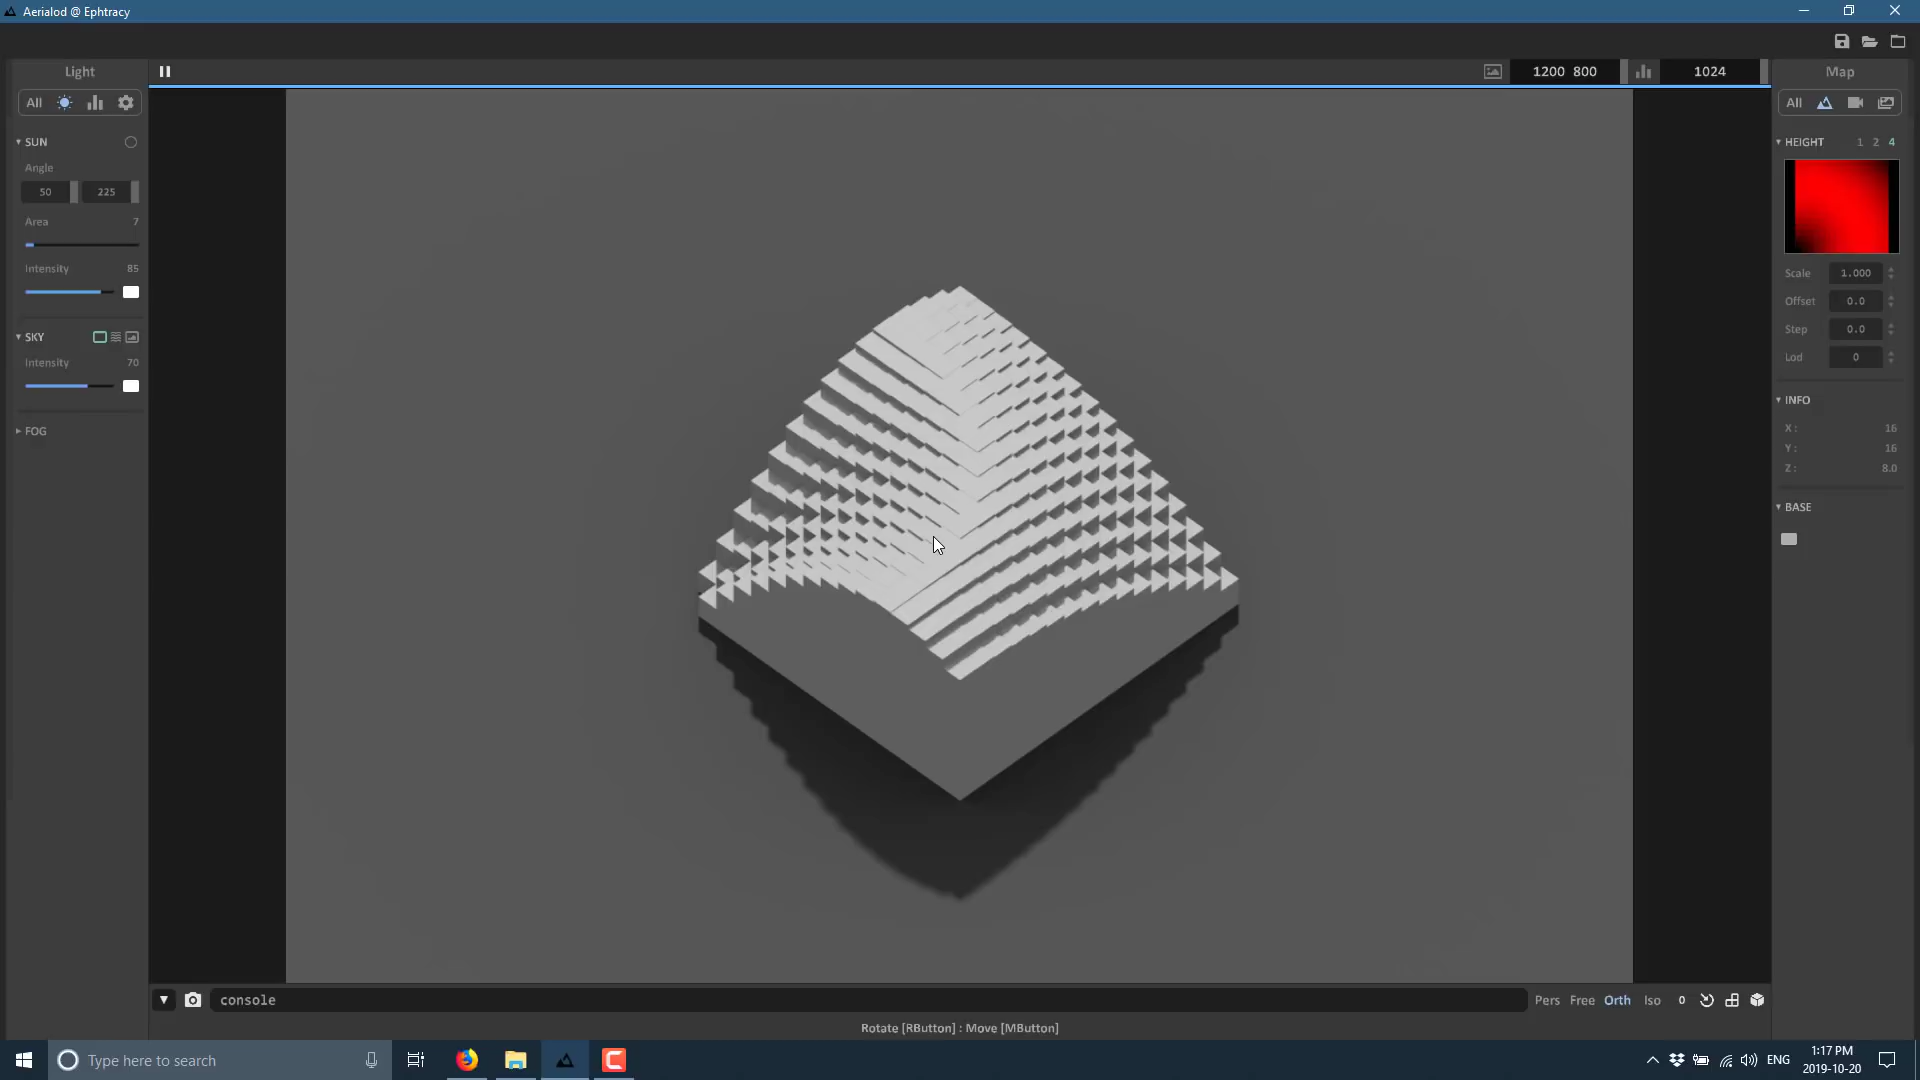 Aerialod @ Ephtracy
Light
1200 800
1024
Map
All
All
SUN
Angle
50 225
Area 7
Intensity 85
SKY
Intensity 70
FOG
HEIGHT 1 2 4
Scale 1.000
Offset 0.0
Step 0.0
Lod 0
INFO
X : 16
Y : 16
Z : 8.0
BASE
console
Pers Free Orth Iso 0
Rotate [RButton] : Move [MButton]
Type here to search
ENG
1:17 PM
2019-10-20